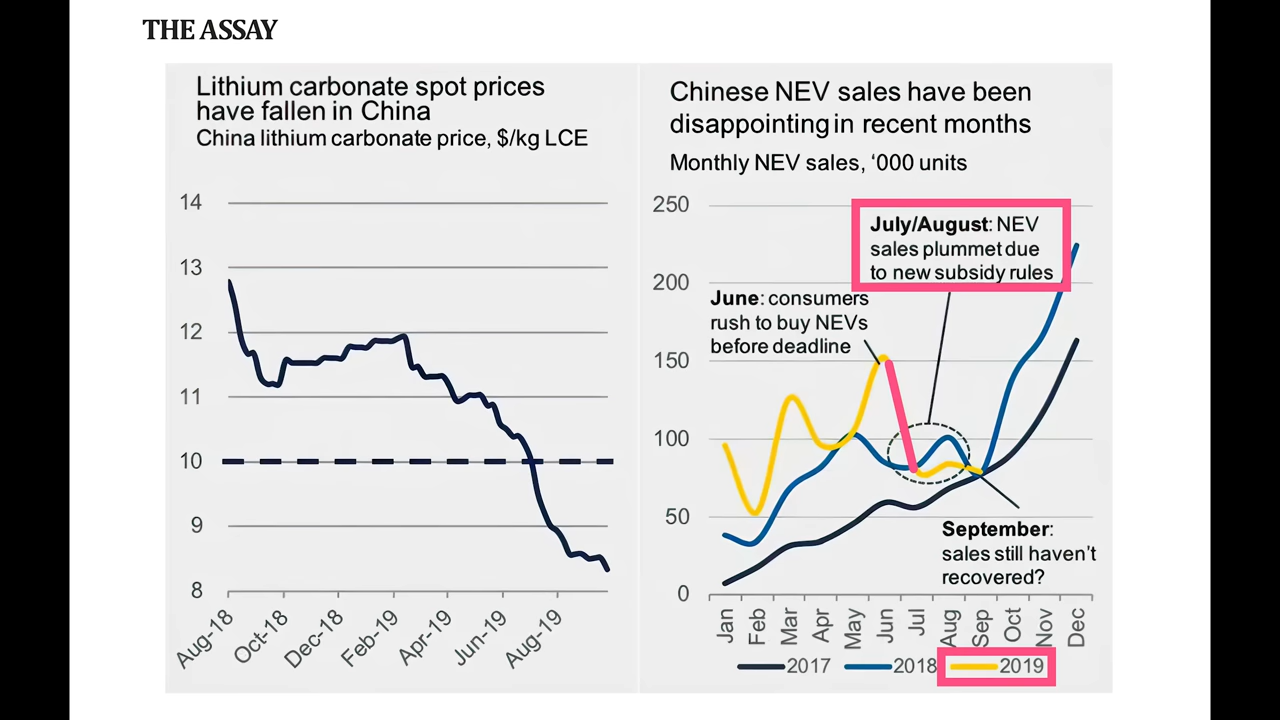 THE ASSAY
Lithium carbonate spot prices
have fallen in China
China lithium carbonate price, $/kg LCE
14
13
12
11
10
9
8
Aug-18
Oct-18
Dec-18
Feb-19
Apr-19
Jun-19
Aug-19
Chinese NEV sales have been
disappointing in recent months
Monthly NEV sales, ‘000 units
250
200
150
100
50
0
July/August: NEV
sales plummet due
to new subsidy rules
June: consumers
rush to buy NEVs
before deadline
September:
sales still haven’t
recovered?
Jan
Feb
Mar
Apr
May
Jun
Jul
Aug
Sep
Oct
Nov
Dec
2017
2018
2019